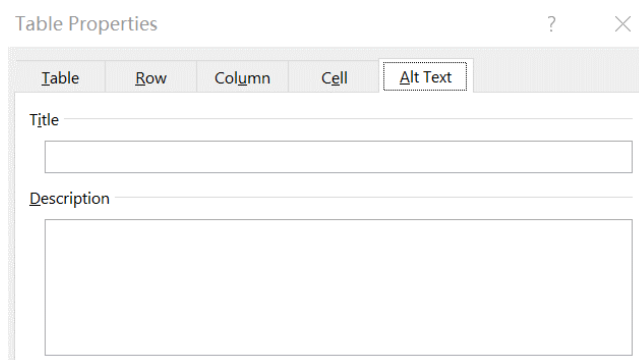 Table Properties ? ×
Table Row Column Cell Alt Text
Title
Description